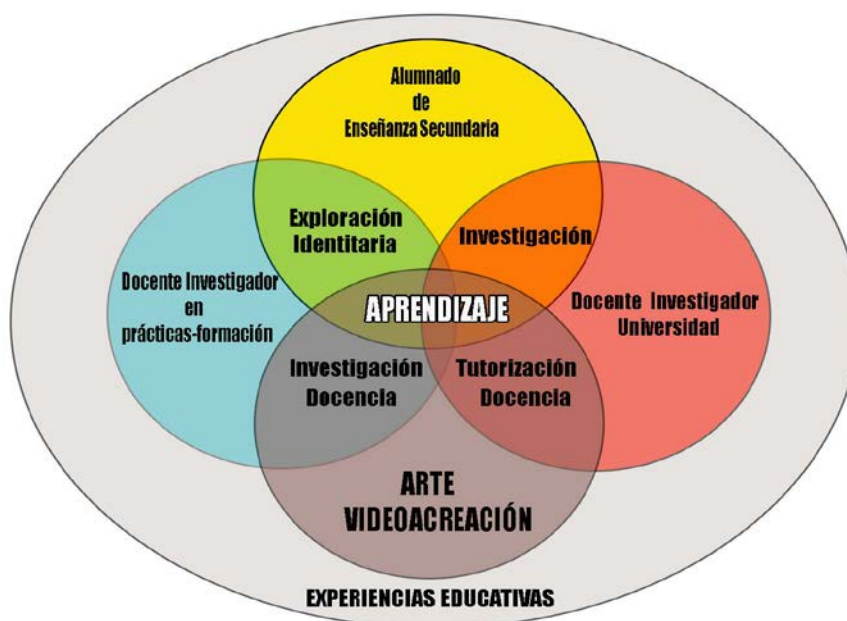 Alumnado
de
Enseñanza Secundaria
Exploración
Identitaria
Investigación
Docente Investigador
en
prácticas-formación
APRENDIZAJE
Docente Investigador
Universidad
Investigación
Docencia
Tutorización
Docencia
ARTE
VIDEOACREACIÓN
EXPERIENCIAS EDUCATIVAS